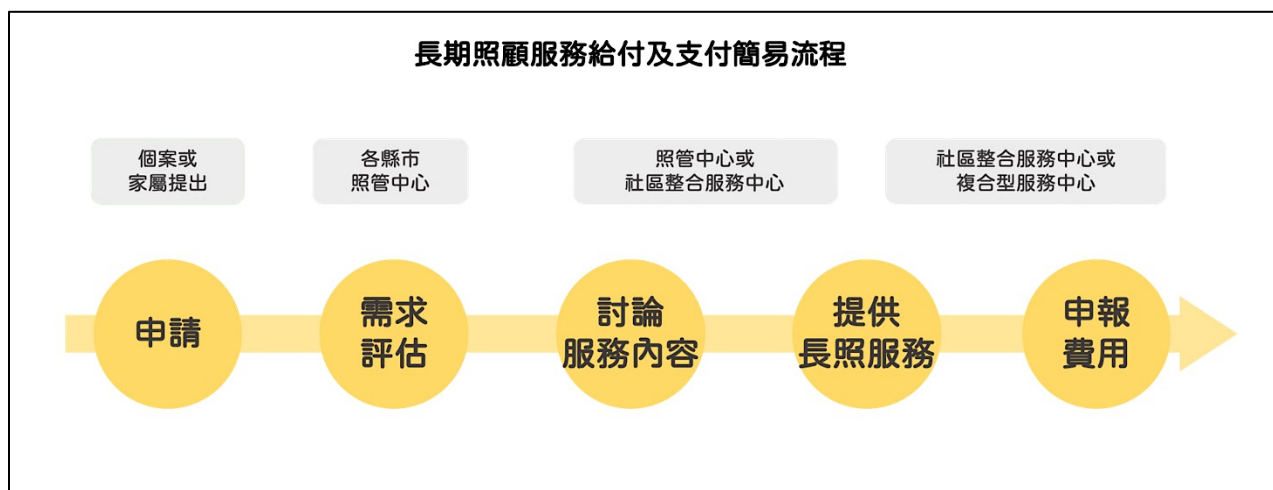 長期照顧服務給付及支付簡易流程
個案或
家屬提出
各縣市
照管中心
照管中心或
社區整合服務中心
社區整合服務中心或
複合型服務中心
申請
需求
評估
討論
服務內容
提供
長照服務
申報
費用